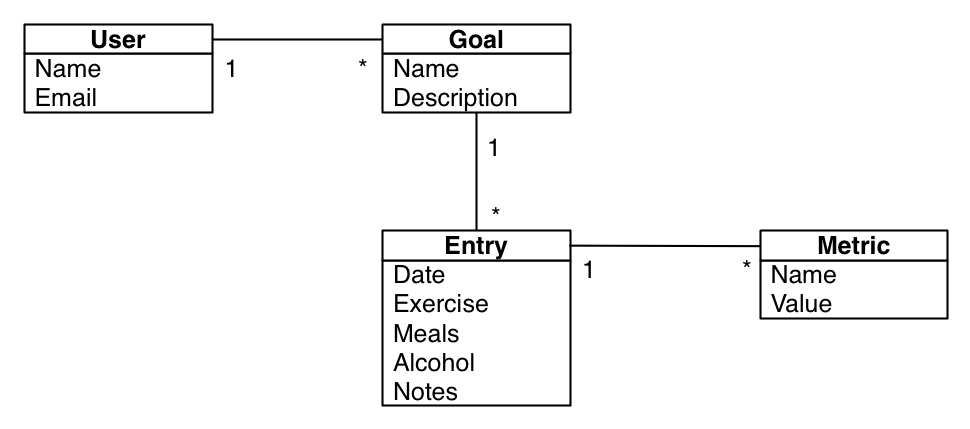 User
Name
Email
1
*
Goal
Name
Description
1
*
Entry
Date
Exercise
Meals
Alcohol
Notes
1
*
Metric
Name
Value